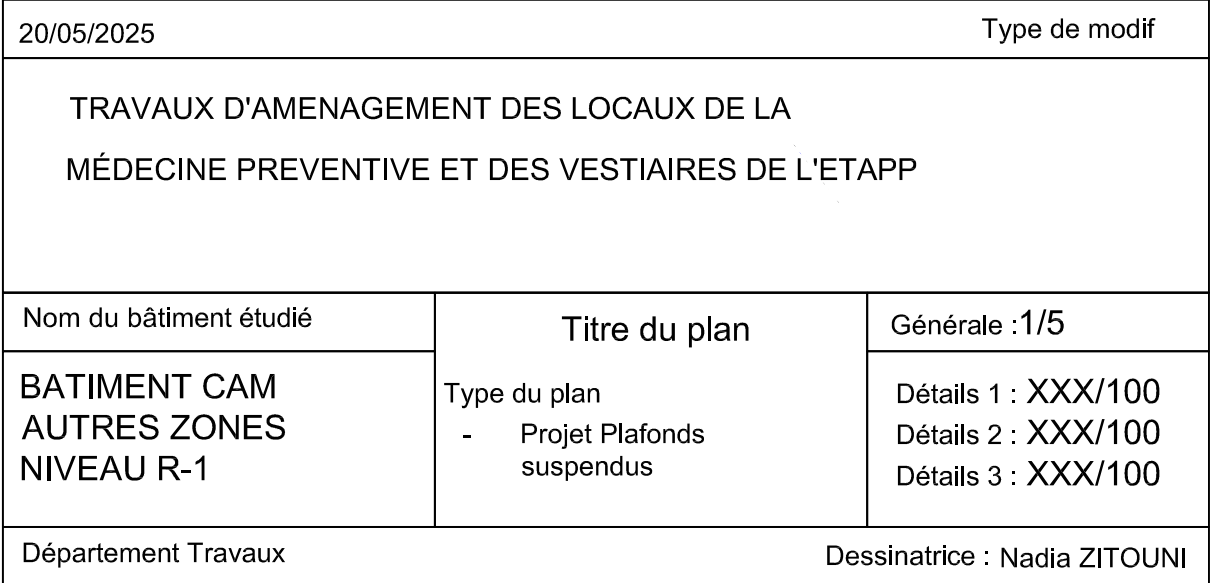 20/05/2025
Type de modif
TRAVAUX D'AMENAGEMENT DES LOCAUX DE LA
MÉDECINE PREVENTIVE ET DES VESTIAIRES DE L'ETAPP
Nom du bâtiment étudié
BATIMENT CAM
AUTRES ZONES
NIVEAU R-1
Titre du plan
Type du plan
- Projet Plafonds
suspendus
Générale :1/5
Détails 1 : XXX/100
Détails 2 : XXX/100
Détails 3 : XXX/100
Département Travaux
Dessinatrice : Nadia ZITOUNI